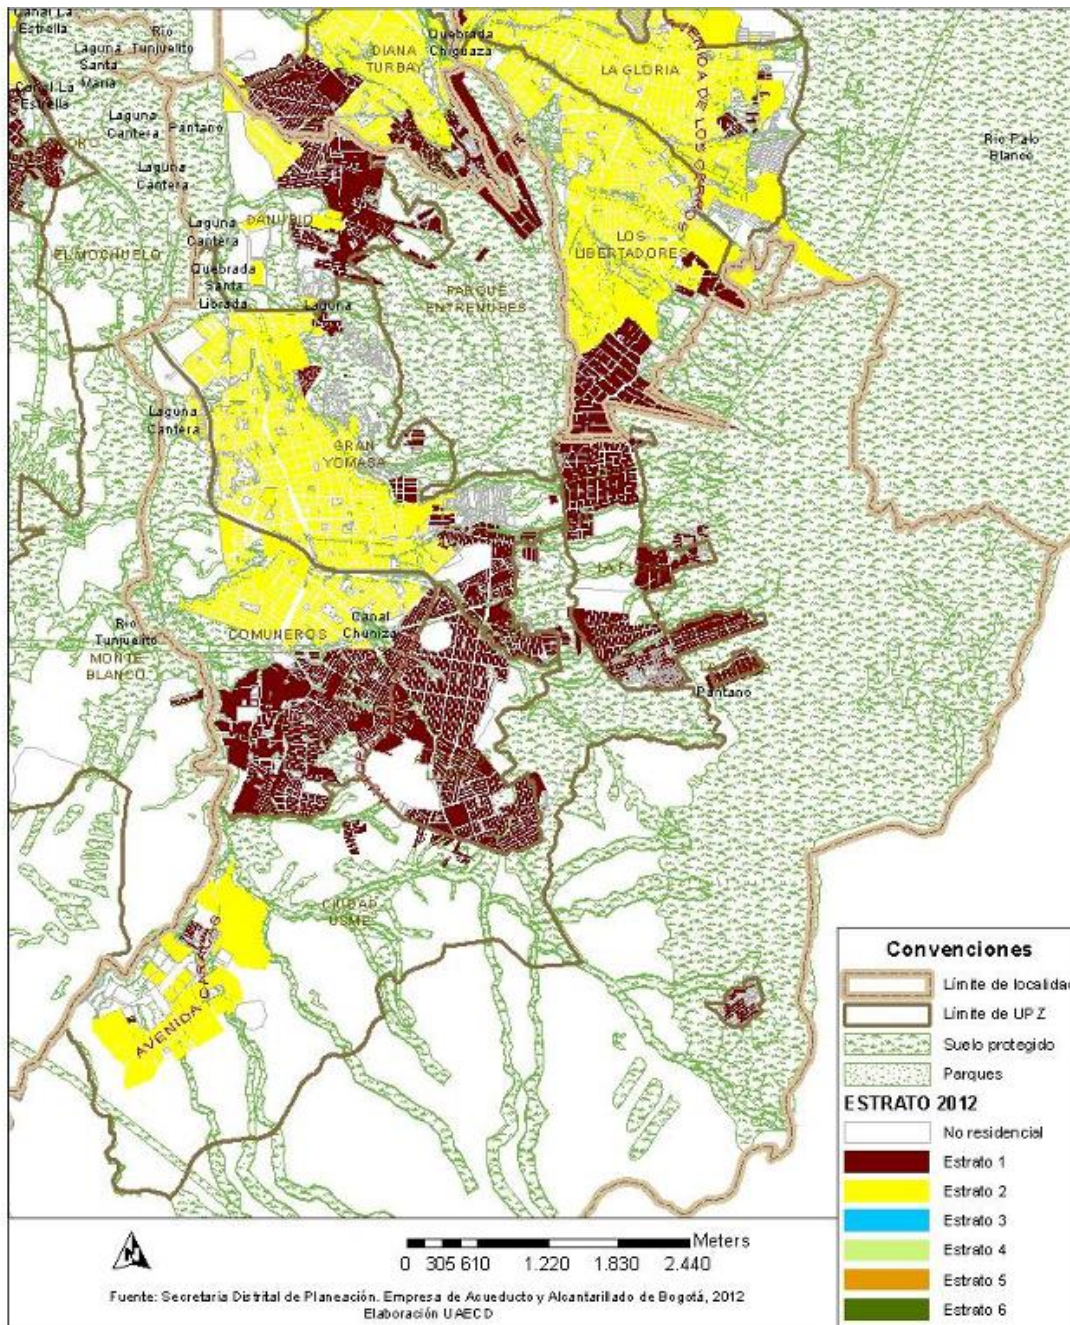 Canal La
Estrella
Río
Tunjuelito
Laguna
Santa
María
Canal La
Estrella
DIANA
TURBAY
Quebrada
Chiguaza
LA GLORIA
Laguna
Cantera
Pantano
Río Palo
Blanco
Laguna
Cantera
DANUBIO
Laguna
Cantera
EL MOCHUELO
LOS
LIBERTADORES
Quebrada
Santa
Librada
Laguna
PARQUE
ENTRENUBES
Laguna
Cantera
GRAN
YOMASA
Río
Tunjuelito
COMUNEROS
Canal
Chuniza
MONTE
BLANCO
Pantano
CIUDAD
USME
AVENIDA CARACAS
Convenciones
Límite de localidad
Límite de UPZ
Suelo protegido
Parques
ESTRATO 2012
No residencial
Estrato 1
Estrato 2
Estrato 3
Estrato 4
Estrato 5
Estrato 6
Meters
0 305 610 1.220 1.830 2.440
Fuente: Secretaria Distrital de Planeación. Empresa de Acueducto y Alcantarillado de Bogotá, 2012
Elaboración UAECD